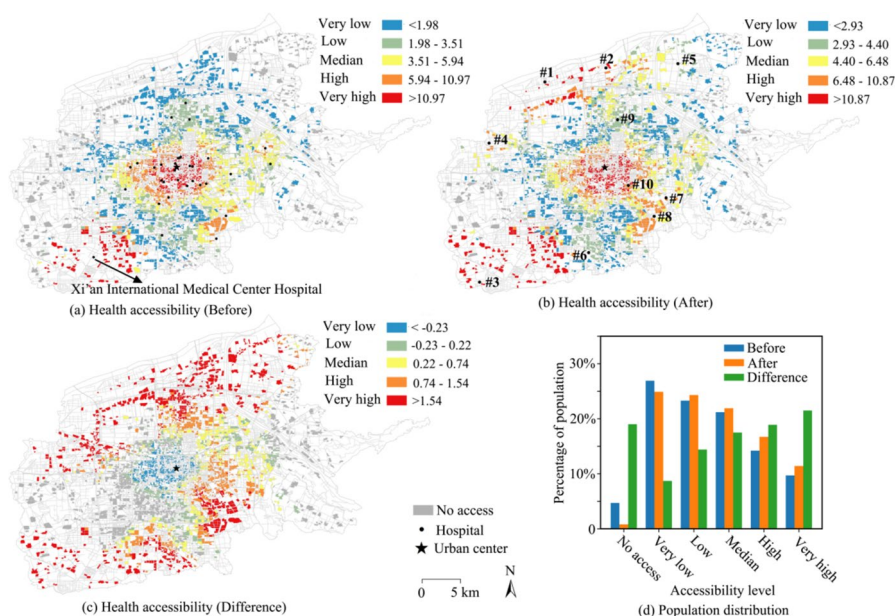 Very low <1.98
Low 1.98 - 3.51
Median 3.51 - 5.94
High 5.94 - 10.97
Very high >10.97
Xi'an International Medical Center Hospital
(a) Health accessibility (Before)
Very low <2.93
Low 2.93 - 4.40
Median 4.40 - 6.48
High 6.48 - 10.87
Very high >10.87
#1
#2
#5
#4
#9
#10
#7
#8
#6
#3
(b) Health accessibility (After)
Very low < -0.23
Low -0.23 - 0.22
Median 0.22 - 0.74
High 0.74 - 1.54
Very high >1.54
No access
Hospital
Urban center
0 5 km
N
(c) Health accessibility (Difference)
Percentage of population
30%
20%
10%
0
Before
After
Difference
No access
Very low
Low
Median
High
Very high
Accessibility level
(d) Population distribution